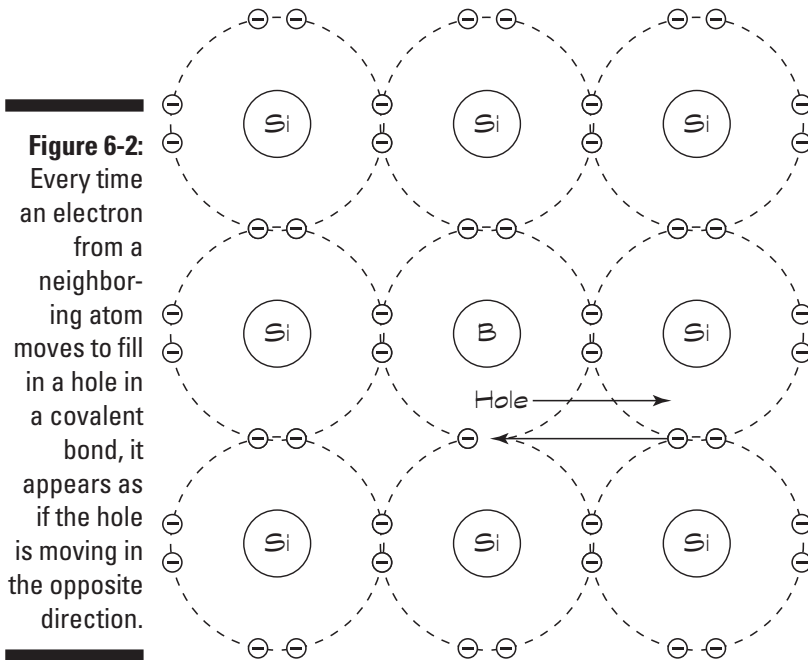 Figure 6-2:
Every time
an electron
from a
neighbor-
ing atom
moves to fill
in a hole in
a covalent
bond, it
appears as
if the hole
is moving in
the opposite
direction.
Si Si Si
Si B Si
Hole
Si Si Si